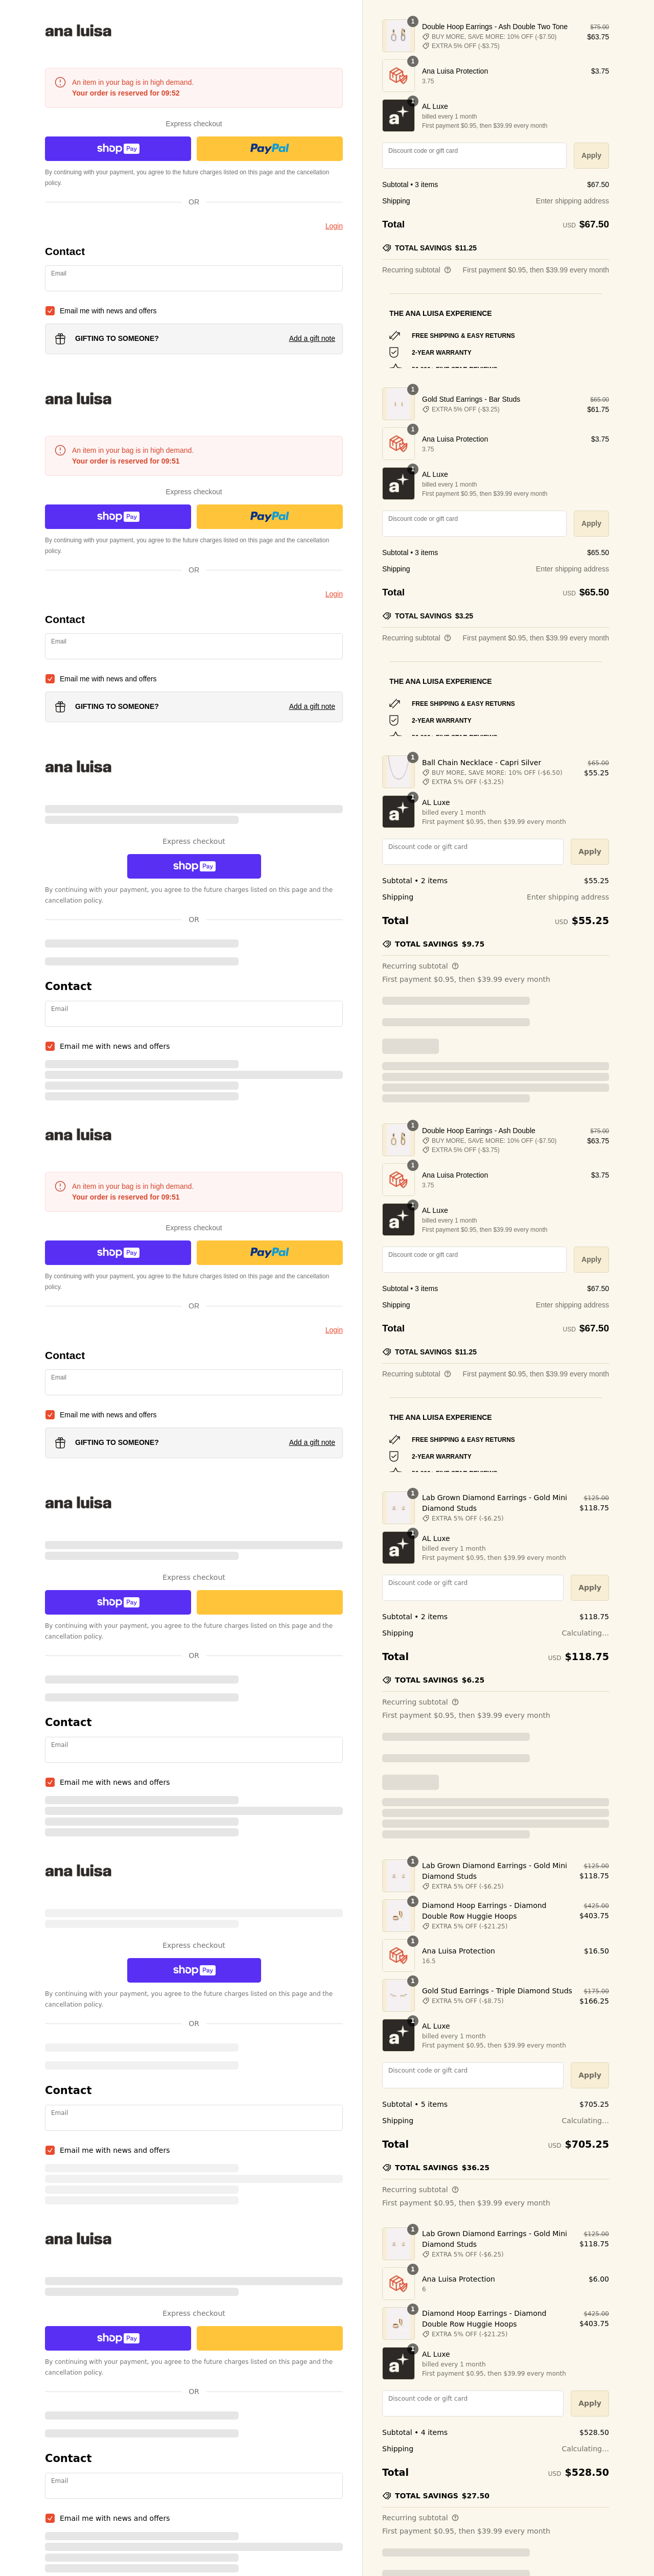 ana luisa
An item in your bag is in high demand.
Your order is reserved for 09:52
Express checkout
shop Pay
PayPal
By continuing with your payment, you agree to the future charges listed on this page and the cancellation
policy.
OR
Login
Contact
Email
Email me with news and offers
GIFTING TO SOMEONE?
Add a gift note
1
Double Hoop Earrings - Ash Double Two Tone
$75.00
BUY MORE, SAVE MORE: 10% OFF (-$7.50)
$63.75
EXTRA 5% OFF (-$3.75)
1
Ana Luisa Protection
$3.75
3.75
a
1
AL Luxe
billed every 1 month
First payment $0.95, then $39.99 every month
Discount code or gift card
Apply
Subtotal • 3 items
$67.50
Shipping
Enter shipping address
Total
USD $67.50
TOTAL SAVINGS $11.25
Recurring subtotal
First payment $0.95, then $39.99 every month
THE ANA LUISA EXPERIENCE
FREE SHIPPING & EASY RETURNS
2-YEAR WARRANTY
ana luisa
An item in your bag is in high demand.
Your order is reserved for 09:51
Express checkout
shop Pay
PayPal
By continuing with your payment, you agree to the future charges listed on this page and the cancellation
policy.
OR
Login
Contact
Email
Email me with news and offers
GIFTING TO SOMEONE?
Add a gift note
1
Gold Stud Earrings - Bar Studs
$65.00
EXTRA 5% OFF (-$3.25)
$61.75
1
Ana Luisa Protection
$3.75
3.75
a
1
AL Luxe
billed every 1 month
First payment $0.95, then $39.99 every month
Discount code or gift card
Apply
Subtotal • 3 items
$65.50
Shipping
Enter shipping address
Total
USD $65.50
TOTAL SAVINGS $3.25
Recurring subtotal
First payment $0.95, then $39.99 every month
THE ANA LUISA EXPERIENCE
FREE SHIPPING & EASY RETURNS
2-YEAR WARRANTY
ana luisa
Express checkout
shop Pay
By continuing with your payment, you agree to the future charges listed on this page and the
cancellation policy.
OR
Contact
Email
Email me with news and offers
1
Ball Chain Necklace - Capri Silver
$65.00
BUY MORE, SAVE MORE: 10% OFF (-$6.50)
$55.25
EXTRA 5% OFF (-$3.25)
a
1
AL Luxe
billed every 1 month
First payment $0.95, then $39.99 every month
Discount code or gift card
Apply
Subtotal • 2 items
$55.25
Shipping
Enter shipping address
Total
USD $55.25
TOTAL SAVINGS $9.75
Recurring subtotal
First payment $0.95, then $39.99 every month
ana luisa
An item in your bag is in high demand.
Your order is reserved for 09:51
Express checkout
shop Pay
PayPal
By continuing with your payment, you agree to the future charges listed on this page and the cancellation
policy.
OR
Login
Contact
Email
Email me with news and offers
GIFTING TO SOMEONE?
Add a gift note
1
Double Hoop Earrings - Ash Double
$75.00
BUY MORE, SAVE MORE: 10% OFF (-$7.50)
$63.75
EXTRA 5% OFF (-$3.75)
1
Ana Luisa Protection
$3.75
3.75
a
1
AL Luxe
billed every 1 month
First payment $0.95, then $39.99 every month
Discount code or gift card
Apply
Subtotal • 3 items
$67.50
Shipping
Enter shipping address
Total
USD $67.50
TOTAL SAVINGS $11.25
Recurring subtotal
First payment $0.95, then $39.99 every month
THE ANA LUISA EXPERIENCE
FREE SHIPPING & EASY RETURNS
2-YEAR WARRANTY
ana luisa
Express checkout
shop Pay
By continuing with your payment, you agree to the future charges listed on this page and the
cancellation policy.
OR
Contact
Email
Email me with news and offers
1
Lab Grown Diamond Earrings - Gold Mini
$125.00
Diamond Studs
$118.75
EXTRA 5% OFF (-$6.25)
a
1
AL Luxe
billed every 1 month
First payment $0.95, then $39.99 every month
Discount code or gift card
Apply
Subtotal • 2 items
$118.75
Shipping
Calculating...
Total
USD $118.75
TOTAL SAVINGS $6.25
Recurring subtotal
First payment $0.95, then $39.99 every month
ana luisa
Express checkout
shop Pay
By continuing with your payment, you agree to the future charges listed on this page and the
cancellation policy.
OR
Contact
Email
Email me with news and offers
1
Lab Grown Diamond Earrings - Gold Mini
$125.00
Diamond Studs
$118.75
EXTRA 5% OFF (-$6.25)
1
Diamond Hoop Earrings - Diamond
$425.00
Double Row Huggie Hoops
$403.75
EXTRA 5% OFF (-$21.25)
1
Ana Luisa Protection
$16.50
16.5
1
Gold Stud Earrings - Triple Diamond Studs
$175.00
EXTRA 5% OFF (-$8.75)
$166.25
a
1
AL Luxe
billed every 1 month
First payment $0.95, then $39.99 every month
Discount code or gift card
Apply
Subtotal • 5 items
$705.25
Shipping
Calculating...
Total
USD $705.25
TOTAL SAVINGS $36.25
Recurring subtotal
First payment $0.95, then $39.99 every month
ana luisa
Express checkout
shop Pay
By continuing with your payment, you agree to the future charges listed on this page and the
cancellation policy.
OR
Contact
Email
Email me with news and offers
1
Lab Grown Diamond Earrings - Gold Mini
$125.00
Diamond Studs
$118.75
EXTRA 5% OFF (-$6.25)
1
Ana Luisa Protection
$6.00
6
1
Diamond Hoop Earrings - Diamond
$425.00
Double Row Huggie Hoops
$403.75
EXTRA 5% OFF (-$21.25)
a
1
AL Luxe
billed every 1 month
First payment $0.95, then $39.99 every month
Discount code or gift card
Apply
Subtotal • 4 items
$528.50
Shipping
Calculating...
Total
USD $528.50
TOTAL SAVINGS $27.50
Recurring subtotal
First payment $0.95, then $39.99 every month